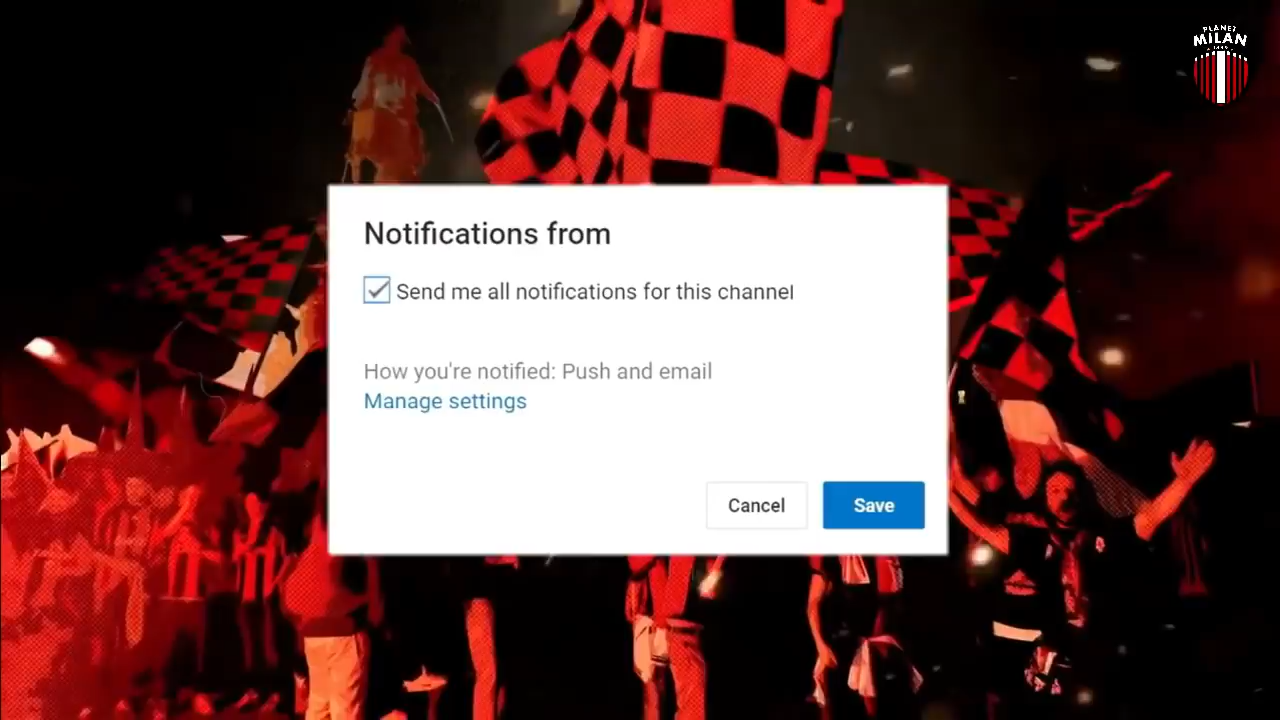 PLANET
MILAN
Notifications from
Send me all notifications for this channel
How you're notified: Push and email
Manage settings
Cancel
Save